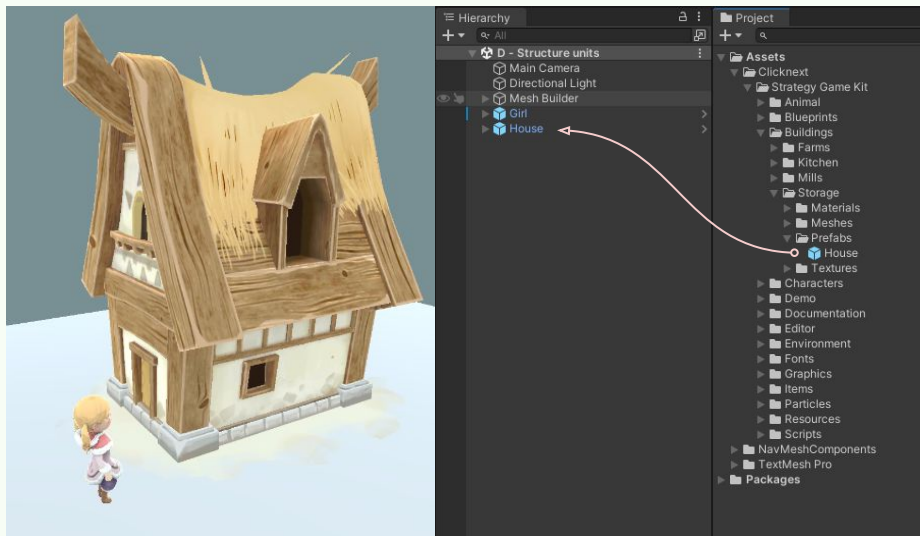 Hierarchy
All
D - Structure units
Main Camera
Directional Light
Mesh Builder
Girl
House
Project
Assets
Clicknext
Strategy Game Kit
Animal
Blueprints
Buildings
Farms
Kitchen
Mills
Storage
Materials
Meshes
Prefabs
House
Textures
Characters
Demo
Documentation
Editor
Environment
Fonts
Graphics
Items
Particles
Resources
Scripts
NavMeshComponents
TextMesh Pro
Packages